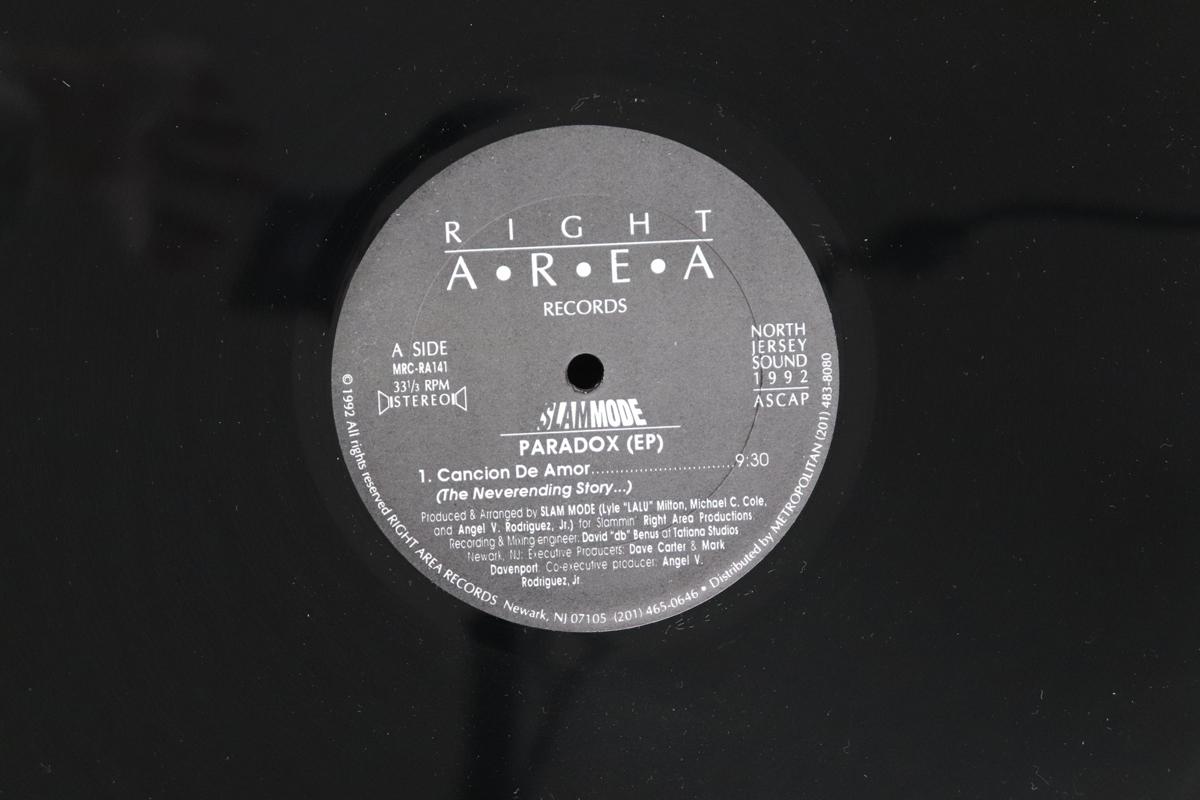 RIGHT
A•R•E•A
RECORDS
A SIDE
MRC-RA141
33 1/3 RPM
STEREO
NORTH
JERSEY
SOUND
1992
ASCAP
SLAM MODE
PARADOX (EP)
1. Cancion De Amor..............................9:30
(The Neverending Story...)
Produced & Arranged by SLAM MODE (Lyle "LALU" Milton, Michael C. Cole,
and Angel V. Rodriguez, Jr.) for Slammin' Right Area Productions
Recording & Mixing engineer: David "db" Benus at Tatiana Studios
Newark, NJ: Executive Producers: Dave Carter & Mark
Davenport. Co-executive producer: Angel V.
Rodriguez, Jr.
© 1992 All rights reserved RIGHT AREA RECORDS Newark, NJ 07105 (201) 465-0646 • Distributed by METROPOLITAN (201) 483-8080